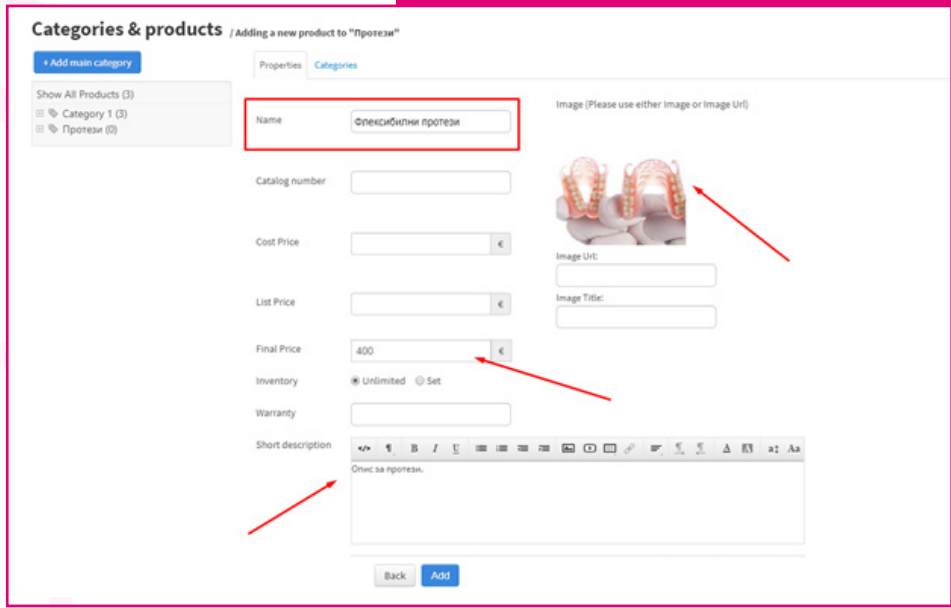 Categories & products / Adding a new product to "Протези"
+ Add main category
Properties Categories
Show All Products (3)
Category 1 (3)
Протези (0)
Name Флексибилни протези
Image (Please use either Image or Image Url)
Catalog number
Cost Price €
Image Url:
List Price €
Image Title:
Final Price 400 €
Inventory Unlimited Set
Warranty
Short description
B I U A A a Aa
Опис за протези.
Back Add